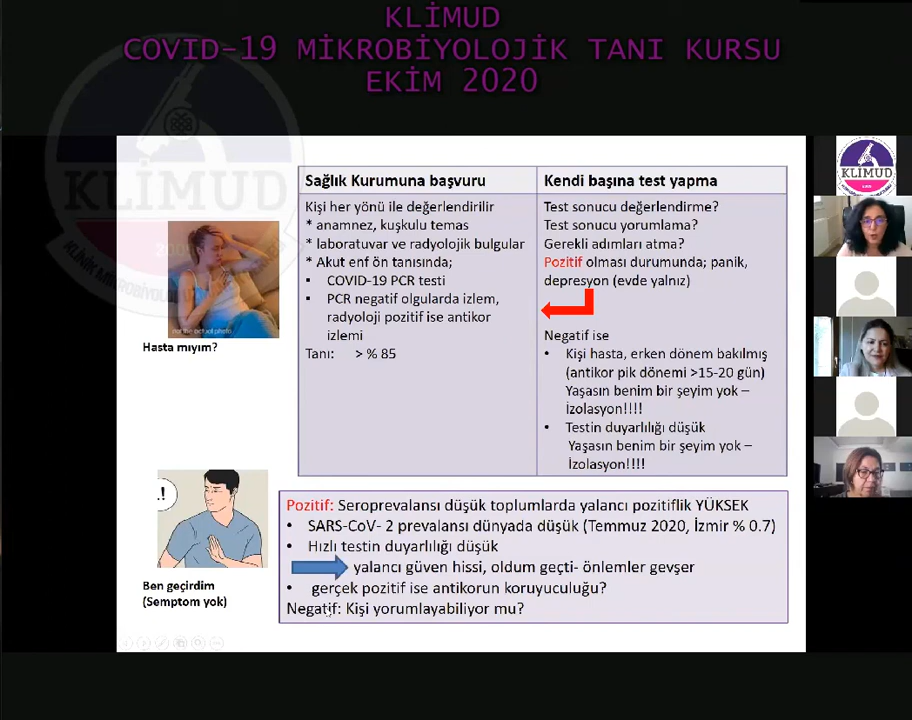 KLİMUD
COVID-19 MİKROBİYOLOJİK TANI KURSU
EKİM 2020
KLİMUD
Sağlık Kurumuna başvuru
Kişi her yönü ile değerlendirilir
* anamnez, kuşkulu temas
* laboratuvar ve radyolojik bulgular
* Akut enf ön tanısında;
▪ COVID-19 PCR testi
▪ PCR negatif olgularda izlem,
radyoloji pozitif ise antikor
izlemi
Tanı: > % 85
Kendi başına test yapma
Test sonucu değerlendirme?
Test sonucu yorumlama?
Gerekli adımları atma?
Pozitif olması durumunda; panik,
depresyon (evde yalnız)
Negatif ise
• Kişi hasta, erken dönem bakılmış
(antikor pik dönemi >15-20 gün)
Yaşasın benim bir şeyim yok –
İzolasyon!!!!
• Testin duyarlılığı düşük
Yaşasın benim bir şeyim yok –
İzolasyon!!!!
not the actual photo
Hasta mıyım?
..!
Ben geçirdim
(Semptom yok)
Pozitif: Seroprevalansı düşük toplumlarda yalancı pozitiflik YÜKSEK
• SARS-CoV- 2 prevalansı dünyada düşük (Temmuz 2020, İzmir % 0.7)
• Hızlı testin duyarlılığı düşük
yalancı güven hissi, oldum geçti- önlemler gevşer
• gerçek pozitif ise antikorun koruyuculuğu?
Negatif: Kişi yorumlayabiliyor mu?
KLİMUD